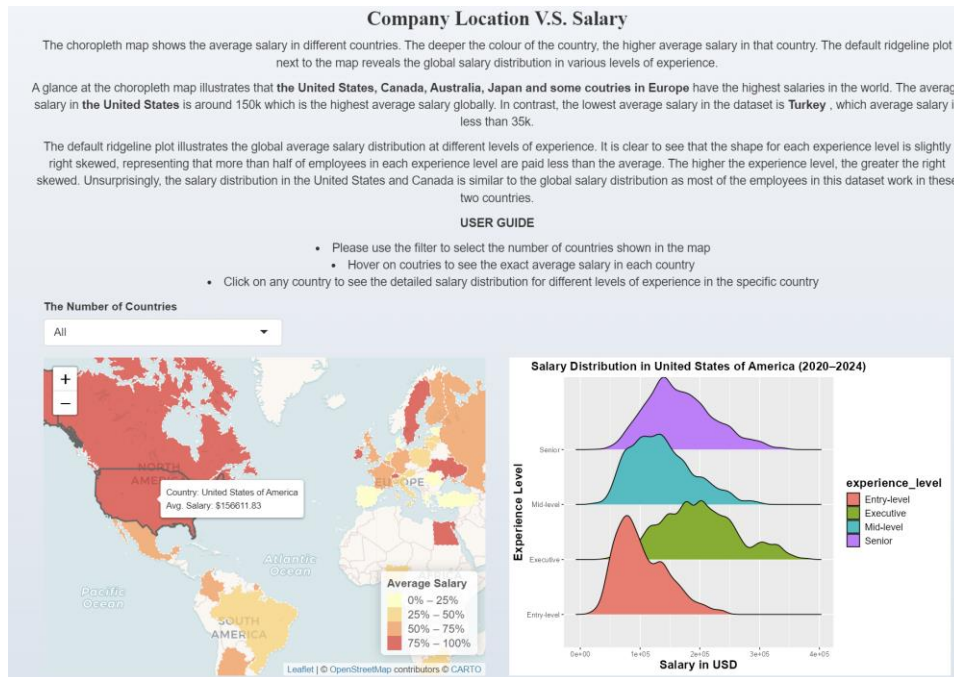 Company Location V.S. Salary
The choropleth map shows the average salary in different countries. The deeper the colour of the country, the higher average salary in that country. The default ridgeline plot
next to the map reveals the global salary distribution in various levels of experience.
A glance at the choropleth map illustrates that the United States, Canada, Australia, Japan and some coutries in Europe have the highest salaries in the world. The averag
salary in the United States is around 150k which is the highest average salary globally. In contrast, the lowest average salary in the dataset is Turkey , which average salary i
less than 35k.
The default ridgeline plot illustrates the global average salary distribution at different levels of experience. It is clear to see that the shape for each experience level is slightly
right skewed, representing that more than half of employees in each experience level are paid less than the average. The higher the experience level, the greater the right
skewed. Unsurprisingly, the salary distribution in the United States and Canada is similar to the global salary distribution as most of the employees in this dataset work in these
two countries.
USER GUIDE
• Please use the filter to select the number of countries shown in the map
• Hover on coutries to see the exact average salary in each country
• Click on any country to see the detailed salary distribution for different levels of experience in the specific country
The Number of Countries
All
+
−
NORTH
AMERICA
Country: United States of America
Avg. Salary: $156611.83
EUROPE
Atlantic
Ocean
Pacific
Ocean
SOUTH
AMERICA
Average Salary
0% – 25%
25% – 50%
50% – 75%
75% – 100%
Leaflet | © OpenStreetMap contributors © CARTO
Salary Distribution in United States of America (2020–2024)
Experience Level
Senior
Mid-level
Executive
Entry-level
0e+00 1e+05 2e+05 3e+05 4e+05
Salary in USD
experience_level
Entry-level
Executive
Mid-level
Senior